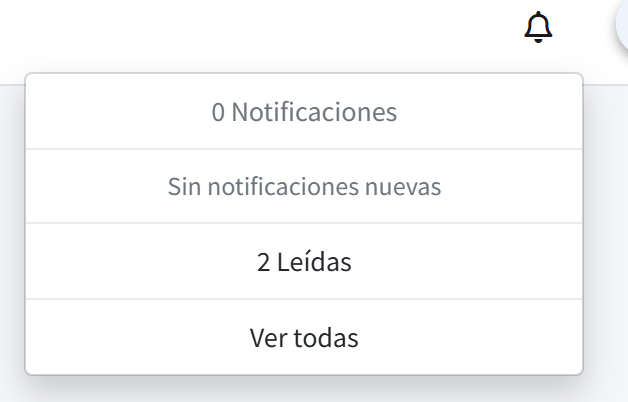 0 Notificaciones
Sin notificaciones nuevas
2 Leídas
Ver todas